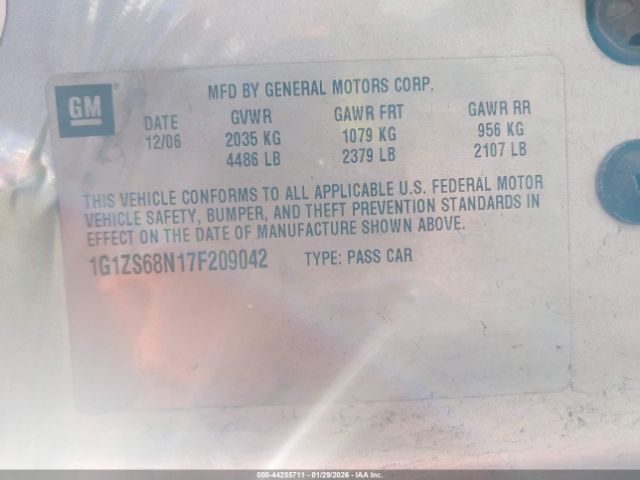 MFD BY GENERAL MOTORS CORP.
GM
DATE GVWR GAWR FRT GAWR RR
12/06 2035 KG 1079 KG 956 KG
4486 LB 2379 LB 2107 LB
THIS VEHICLE CONFORMS TO ALL APPLICABLE U.S. FEDERAL MOTOR
VEHICLE SAFETY, BUMPER, AND THEFT PREVENTION STANDARDS IN
EFFECT ON THE DATE OF MANUFACTURE SHOWN ABOVE.
1G1ZS68N17F209042 TYPE: PASS CAR
000-44255711 - 01/29/2026 - IAA Inc.